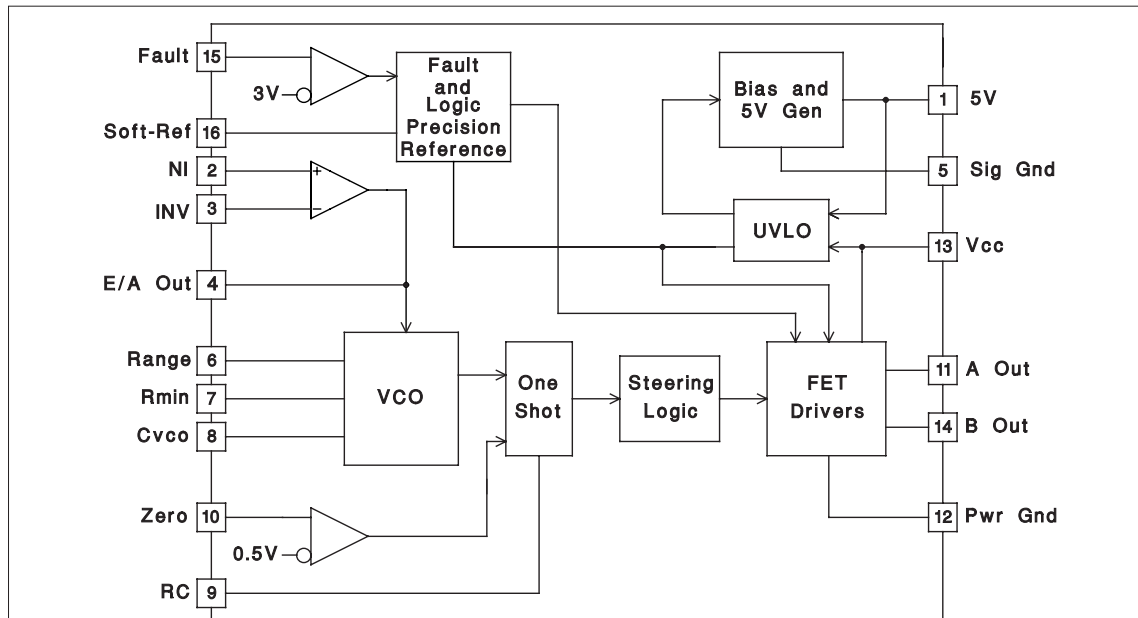 Fault 15
3V
Soft-Ref 16
NI 2
INV 3
E/A Out 4
Range 6
Rmin 7
Cvco 8
Zero 10
0.5V
RC 9
+
−
Fault
and
Logic
Precision
Reference
VCO
One
Shot
Steering
Logic
Bias and
5V Gen
UVLO
FET
Drivers
1 5V
5 Sig Gnd
13 Vcc
11 A Out
14 B Out
12 Pwr Gnd